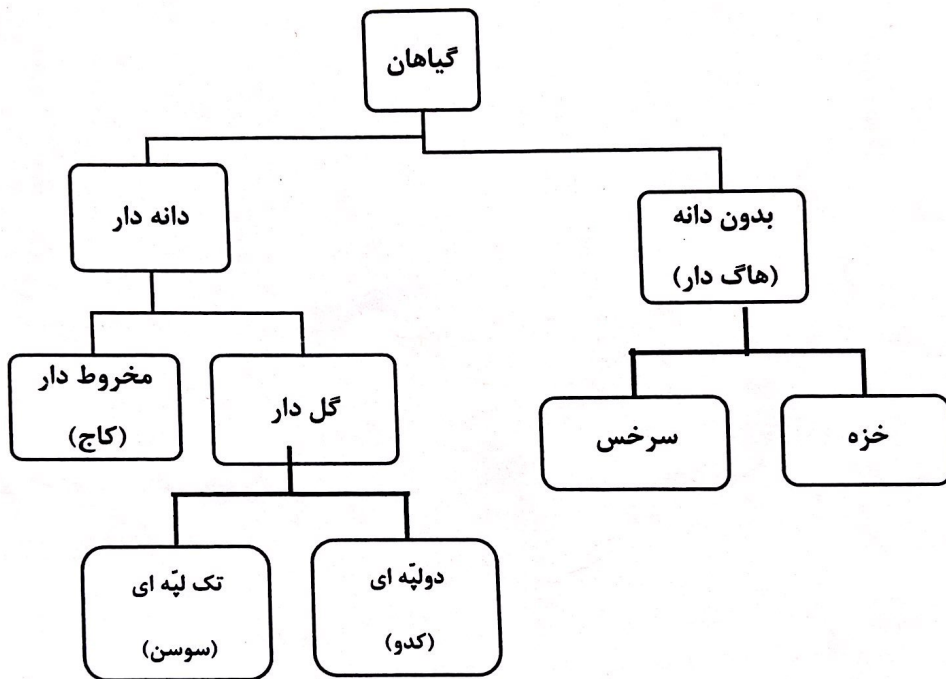 گیاهان
بدون دانه
(هاگ دار)
دانه دار
خزه
سرخس
گل دار
مخروط دار
(کاج)
دولپّه ای
(کدو)
تک لپّه ای
(سوسن)